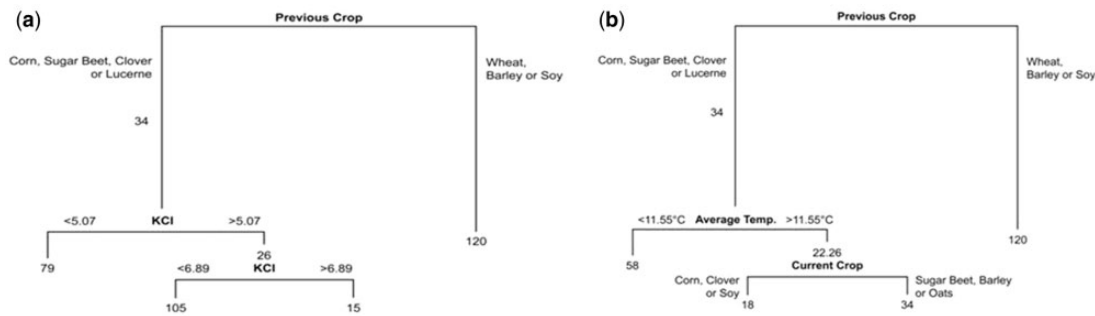 (a)
Previous Crop
Corn, Sugar Beet, Clover
or Lucerne
Wheat,
Barley or Soy
34
<5.07 KCl >5.07
120
79
26
<6.89 KCl >6.89
105
15
(b)
Previous Crop
Corn, Sugar Beet, Clover
or Lucerne
Wheat,
Barley or Soy
34
<11.55°C Average Temp. >11.55°C
120
58
22.26
Current Crop
Corn, Clover
or Soy
Sugar Beet, Barley
or Oats
18
34